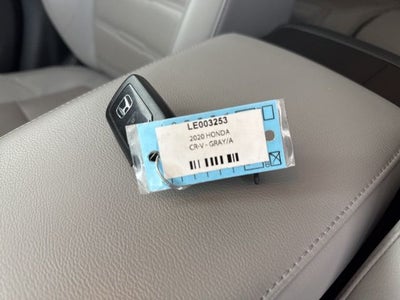 LE003253
2020 HONDA
CR-V - GRAY/A